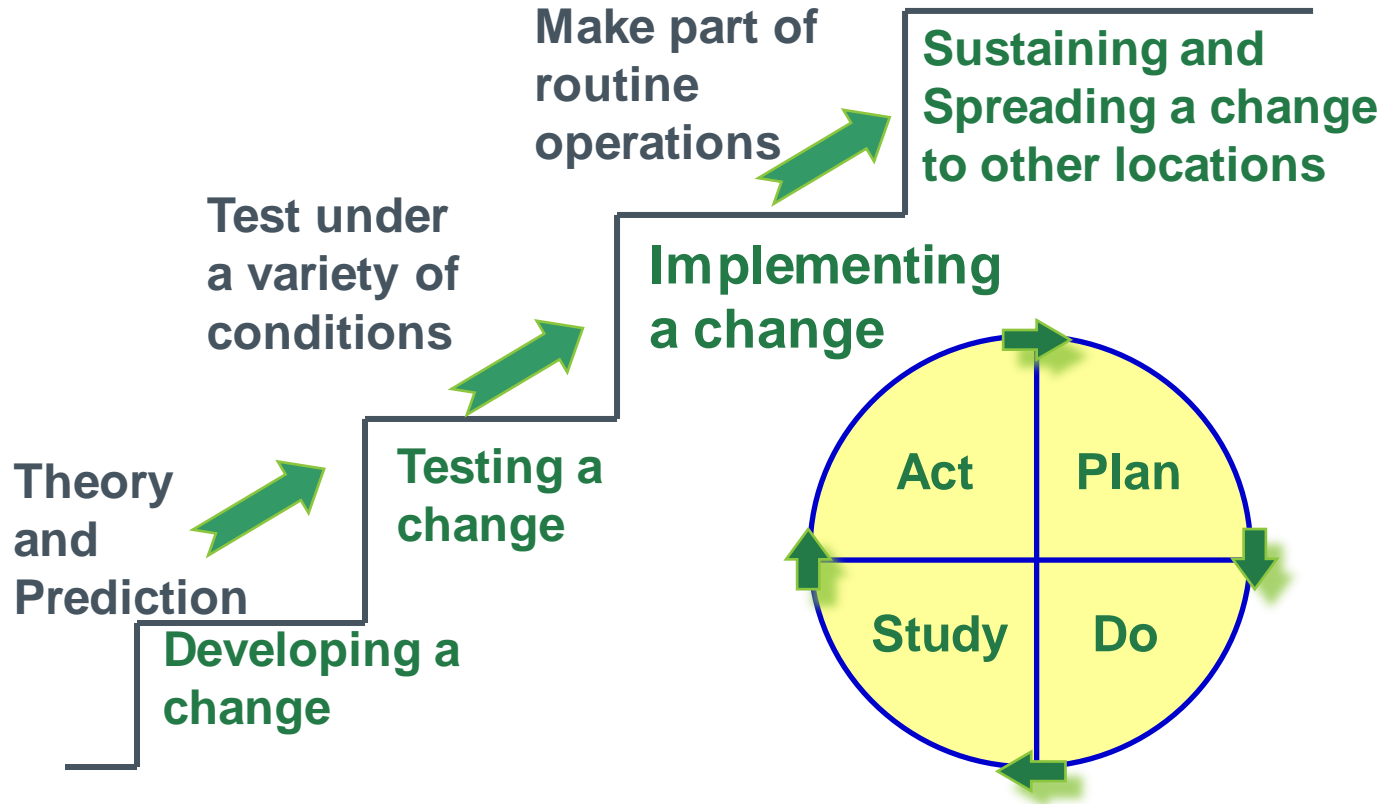 Make part of
routine
operations
Sustaining and
Spreading a change
to other locations
Test under
a variety of
conditions
Implementing
a change
Theory
and
Prediction
Testing a
change
Developing a
change
Act
Plan
Study
Do